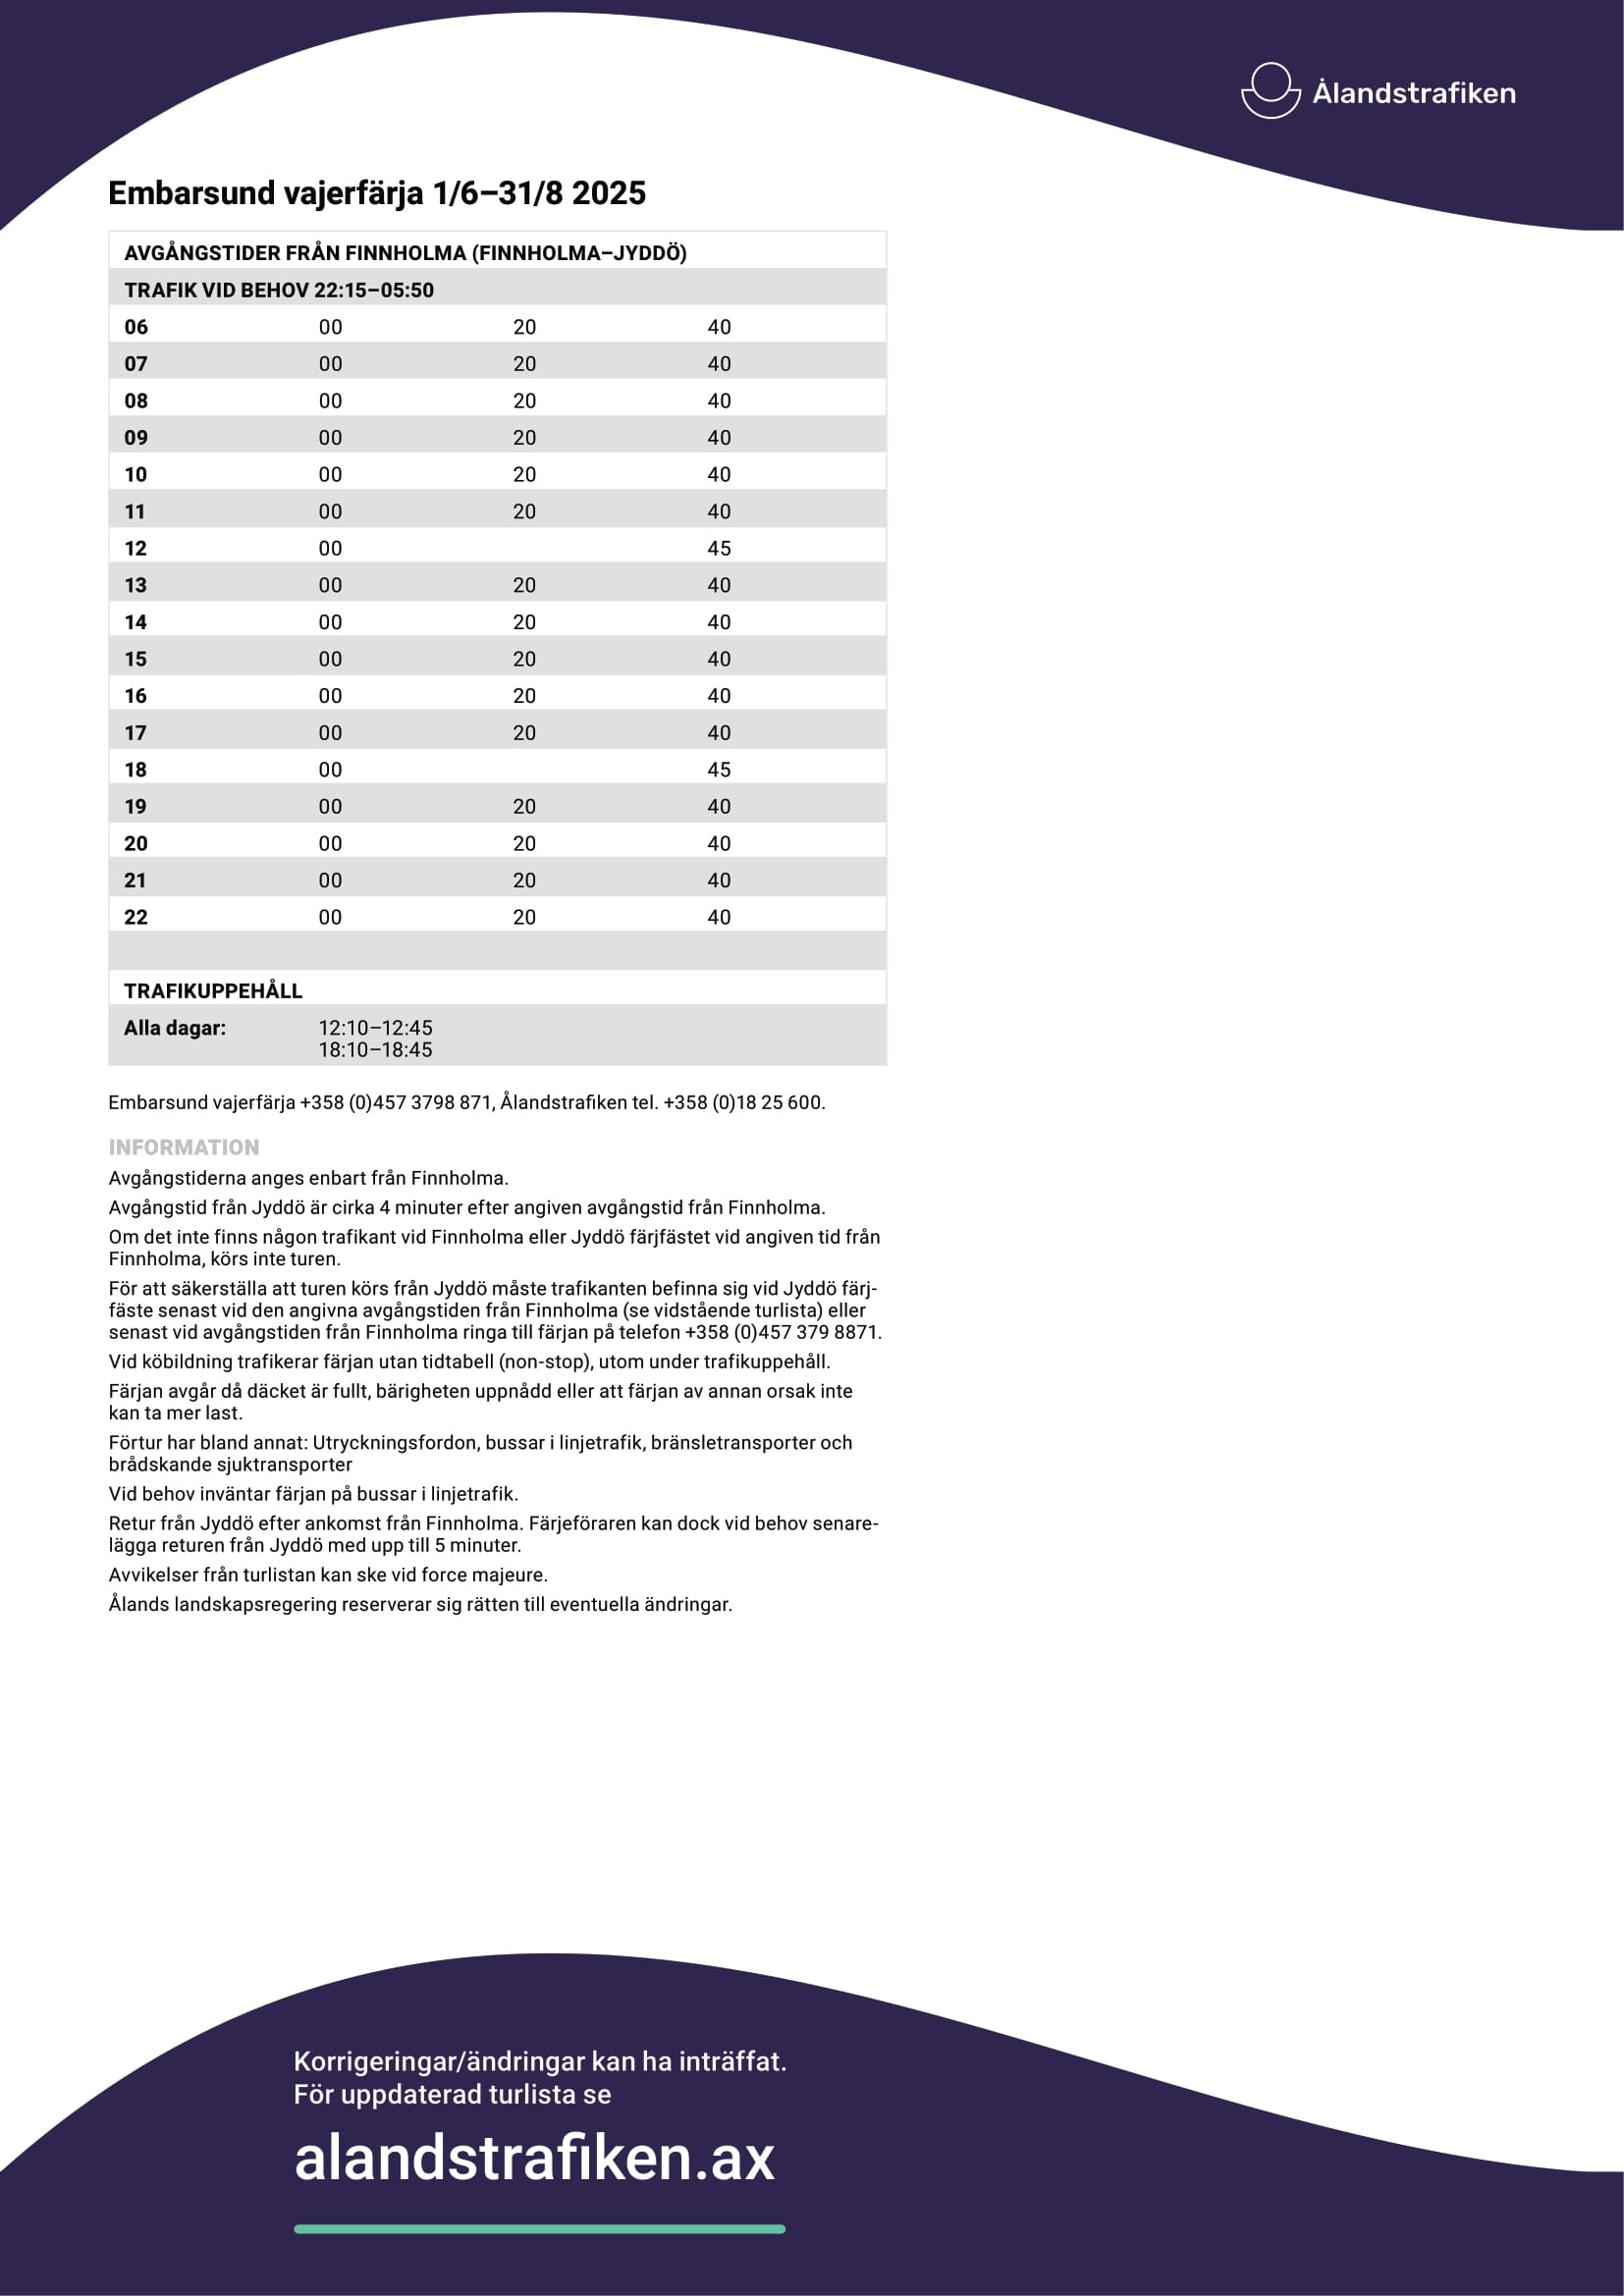 Ålandstrafiken
Embarsund vajerfärja 1/6–31/8 2025
AVGÅNGSTIDER FRÅN FINNHOLMA (FINNHOLMA–JYDDÖ)
TRAFIK VID BEHOV 22:15–05:50
06 00 20 40
07 00 20 40
08 00 20 40
09 00 20 40
10 00 20 40
11 00 20 40
12 00 45
13 00 20 40
14 00 20 40
15 00 20 40
16 00 20 40
17 00 20 40
18 00 45
19 00 20 40
20 00 20 40
21 00 20 40
22 00 20 40
TRAFIKUPPEHÅLL
Alla dagar: 12:10–12:45
18:10–18:45
Embarsund vajerfärja +358 (0)457 3798 871, Ålandstrafiken tel. +358 (0)18 25 600.
INFORMATION
Avgångstiderna anges enbart från Finnholma.
Avgångstid från Jyddö är cirka 4 minuter efter angiven avgångstid från Finnholma.
Om det inte finns någon trafikant vid Finnholma eller Jyddö färjfästet vid angiven tid från
Finnholma, körs inte turen.
För att säkerställa att turen körs från Jyddö måste trafikanten befinna sig vid Jyddö färj-
fäste senast vid den angivna avgångstiden från Finnholma (se vidstående turlista) eller
senast vid avgångstiden från Finnholma ringa till färjan på telefon +358 (0)457 379 8871.
Vid köbildning trafikerar färjan utan tidtabell (non-stop), utom under trafikuppehåll.
Färjan avgår då däcket är fullt, bärigheten uppnådd eller att färjan av annan orsak inte
kan ta mer last.
Förtur har bland annat: Utryckningsfordon, bussar i linjetrafik, bränsletransporter och
brådskande sjuktransporter
Vid behov inväntar färjan på bussar i linjetrafik.
Retur från Jyddö efter ankomst från Finnholma. Färjeföraren kan dock vid behov senare-
lägga returen från Jyddö med upp till 5 minuter.
Avvikelser från turlistan kan ske vid force majeure.
Ålands landskapsregering reserverar sig rätten till eventuella ändringar.
Korrigeringar/ändringar kan ha inträffat.
För uppdaterad turlista se
alandstrafiken.ax